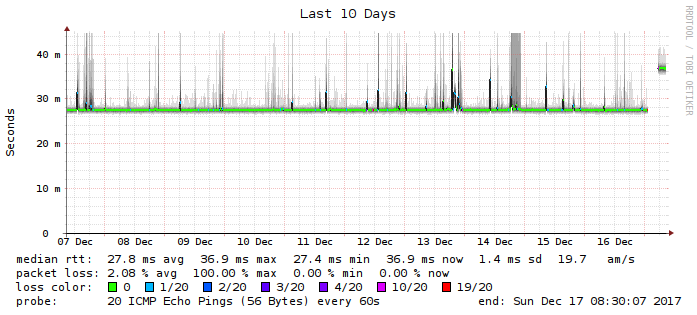 Last 10 Days
RRDTOOL / TOBI OETIKER
Seconds
40 m
30 m
20 m
10 m
0
07 Dec 08 Dec 09 Dec 10 Dec 11 Dec 12 Dec 13 Dec 14 Dec 15 Dec 16 Dec
median rtt: 27.8 ms avg 36.9 ms max 27.4 ms min 36.9 ms now 1.4 ms sd 19.7 am/s
packet loss: 2.08 % avg 100.00 % max 0.00 % min 0.00 % now
loss color: 0 1/20 2/20 3/20 4/20 10/20 19/20
probe: 20 ICMP Echo Pings (56 Bytes) every 60s end: Sun Dec 17 08:30:07 2017